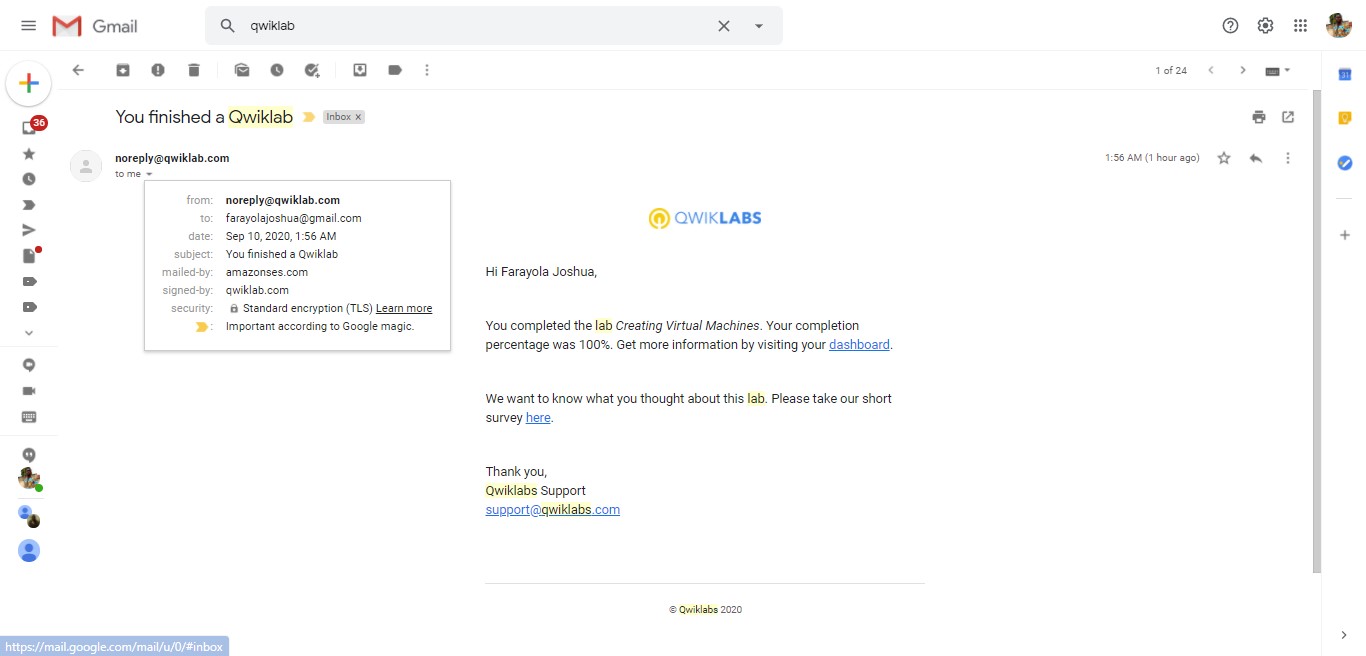 Gmail
qwiklab
1 of 24
36
You finished a Qwiklab
Inbox x
noreply@qwiklab.com
1:56 AM (1 hour ago)
to me
from: noreply@qwiklab.com
to: farayolajoshua@gmail.com
date: Sep 10, 2020, 1:56 AM
subject: You finished a Qwiklab
mailed-by: amazonses.com
signed-by: qwiklab.com
security: Standard encryption (TLS) Learn more
: Important according to Google magic.
QWIKLABS
Hi Farayola Joshua,
You completed the lab Creating Virtual Machines. Your completion
percentage was 100%. Get more information by visiting your dashboard.
We want to know what you thought about this lab. Please take our short
survey here.
Thank you,
Qwiklabs Support
support@qwiklabs.com
© Qwiklabs 2020
https://mail.google.com/mail/u/0/#inbox
31